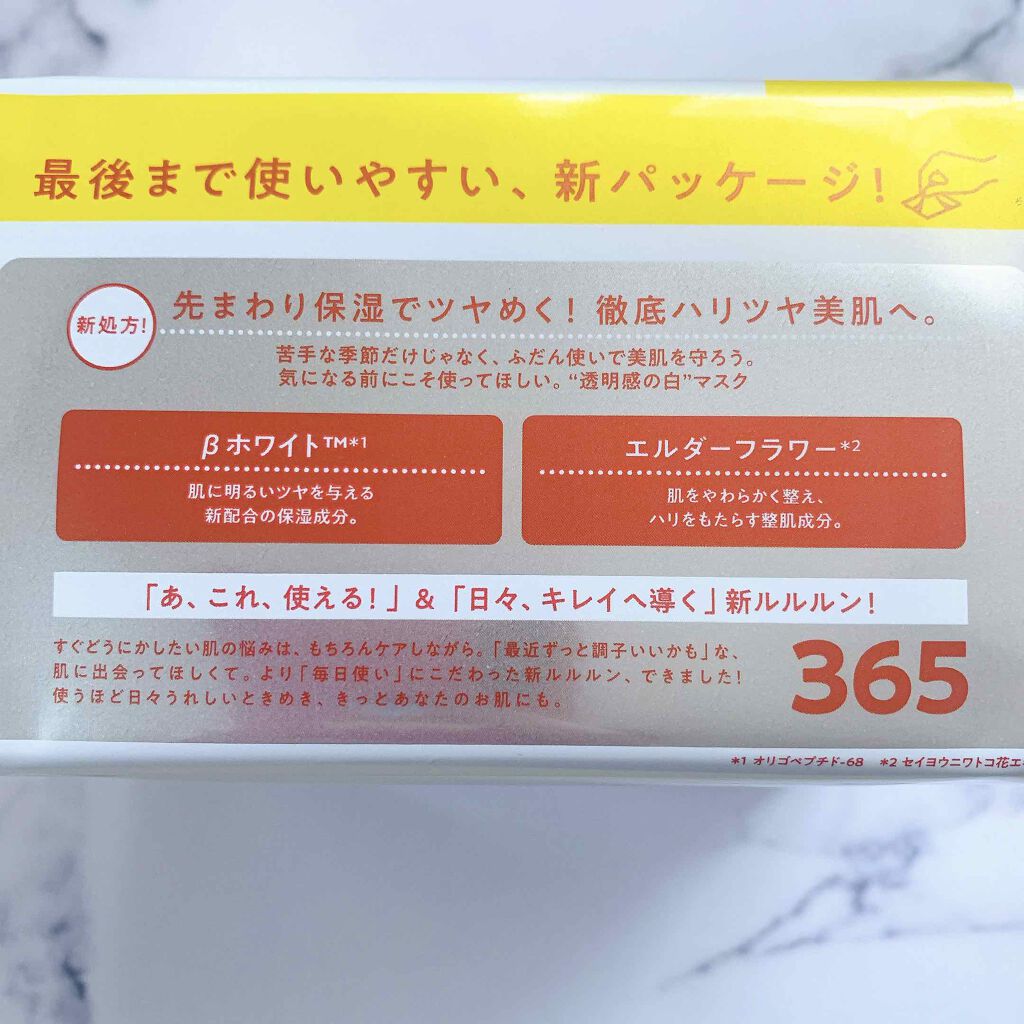 最後まで使いやすい、新パッケージ!
新処方!
先まわり保湿でツヤめく! 徹底ハリツヤ美肌へ。
苦手な季節だけじゃなく、ふだん使いで美肌を守ろう。
気になる前にこそ使ってほしい。“透明感の白”マスク
βホワイト™*1
肌に明るいツヤを与える
新配合の保湿成分。
エルダーフラワー*2
肌をやわらかく整え、
ハリをもたらす整肌成分。
「あ、これ、使える!」&「日々、キレイへ導く」新ルルルン!
すぐどうにかしたい肌の悩みは、もちろんケアしながら。「最近ずっと調子いいかも」な、
肌に出会ってほしくて。より「毎日使い」にこだわった新ルルルン、できました!
使うほど日々うれしいときめき、きっとあなたのお肌にも。
365
*1 オリゴペプチド-68 *2 セイヨウニワトコ花エ